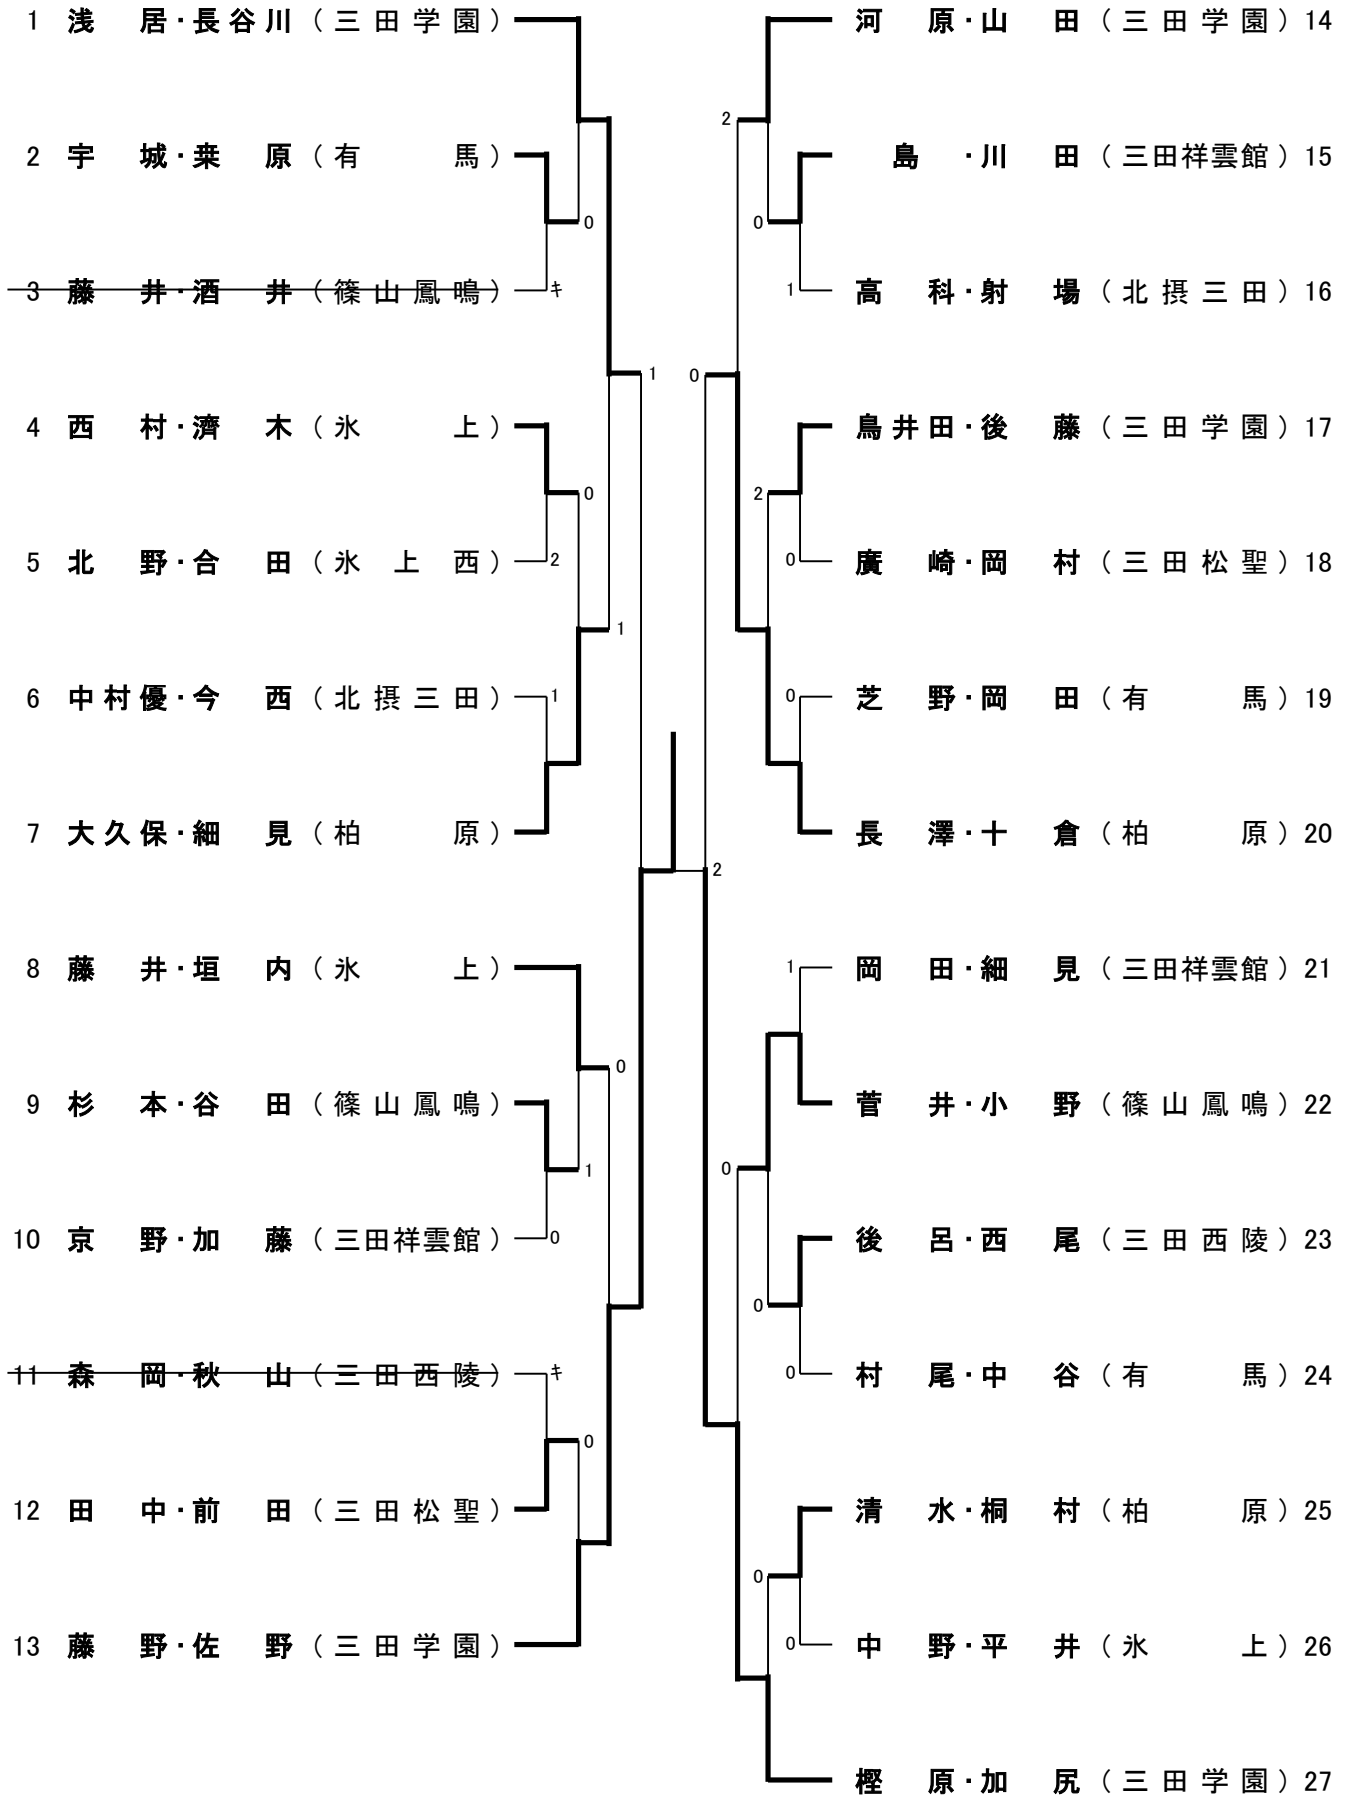 1 浅居・長谷川（三田学園）
2 宇城・桒原（有馬）
0
3 藤井・酒井（篠山鳳鳴）キ
1
4 西村・濟木（氷上）
0
5 北野・合田（氷上西）2
1
6 中村優・今西（北摂三田）1
7 大久保・細見（柏原）
8 藤井・垣内（氷上）
0
9 杉本・谷田（篠山鳳鳴）
1
10 京野・加藤（三田祥雲館）0
11 森岡・秋山（三田西陵）キ
0
12 田中・前田（三田松聖）
13 藤野・佐野（三田学園）
河原・山田（三田学園）14
2
島・川田（三田祥雲館）15
0
1 高科・射場（北摂三田）16
0
鳥井田・後藤（三田学園）17
2
0 廣崎・岡村（三田松聖）18
0 芝野・岡田（有馬）19
長澤・十倉（柏原）20
2
1 岡田・細見（三田祥雲館）21
菅井・小野（篠山鳳鳴）22
0
後呂・西尾（三田西陵）23
0
0 村尾・中谷（有馬）24
清水・桐村（柏原）25
0
0 中野・平井（氷上）26
樫原・加尻（三田学園）27